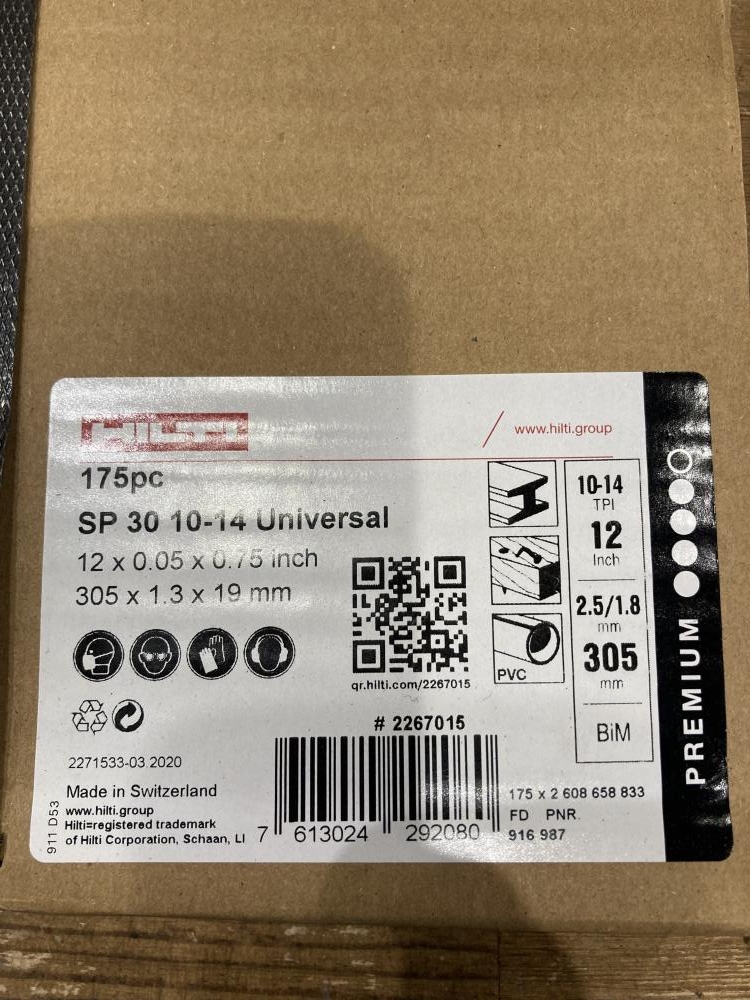 HILTI
www.hilti.group
175pc
SP 30 10-14 Universal
12 x 0.05 x 0.75 inch
305 x 1.3 x 19 mm
10-14
TPI
12
Inch
2.5/1.8
mm
305
mm
BiM
PVC
PREMIUM
qr.hilti.com/2267015
# 2267015
2271533-03.2020
Made in Switzerland
www.hilti.group
Hilti=registered trademark
of Hilti Corporation, Schaan, LI
911 D53
7 613024 292080
175 x 2 608 658 833
FD PNR.
916 987